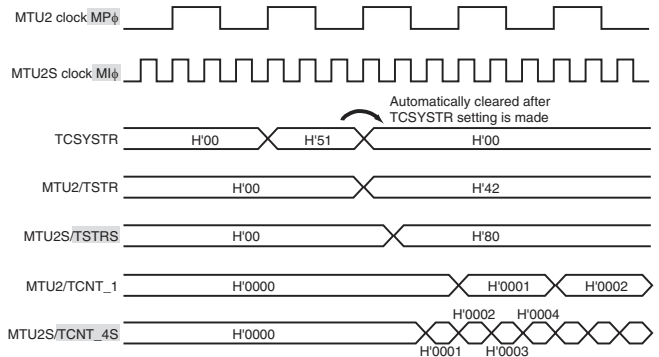 MTU2 clock MPϕ
MTU2S clock MIϕ
Automatically cleared after
TCSYSTR setting is made
TCSYSTR H'00 H'51 H'00
MTU2/TSTR H'00 H'42
MTU2S/TSTRS H'00 H'80
MTU2/TCNT_1 H'0000 H'0001 H'0002
H'0002 H'0004
MTU2S/TCNT_4S H'0000
H'0001 H'0003